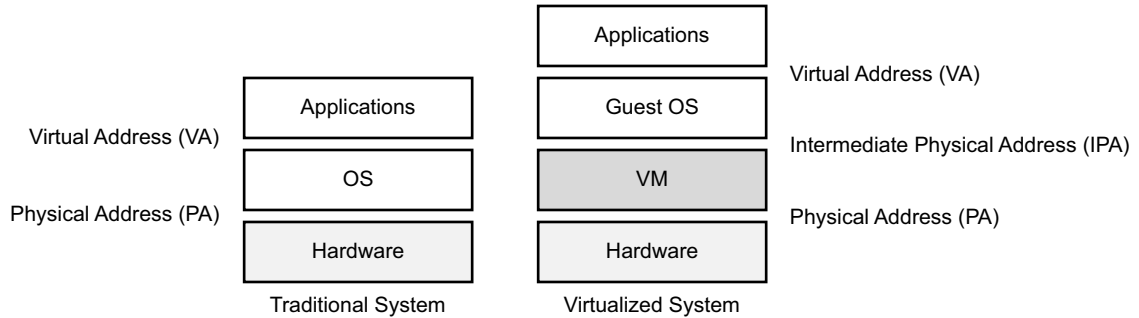 Applications
Virtual Address (VA)
Applications
Guest OS
Virtual Address (VA)
Intermediate Physical Address (IPA)
OS
VM
Physical Address (PA)
Physical Address (PA)
Hardware
Hardware
Traditional System
Virtualized System